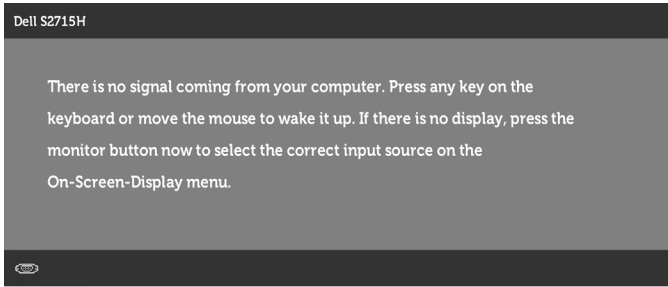 Dell S2715H
There is no signal coming from your computer. Press any key on the
keyboard or move the mouse to wake it up. If there is no display, press the
monitor button now to select the correct input source on the
On-Screen-Display menu.